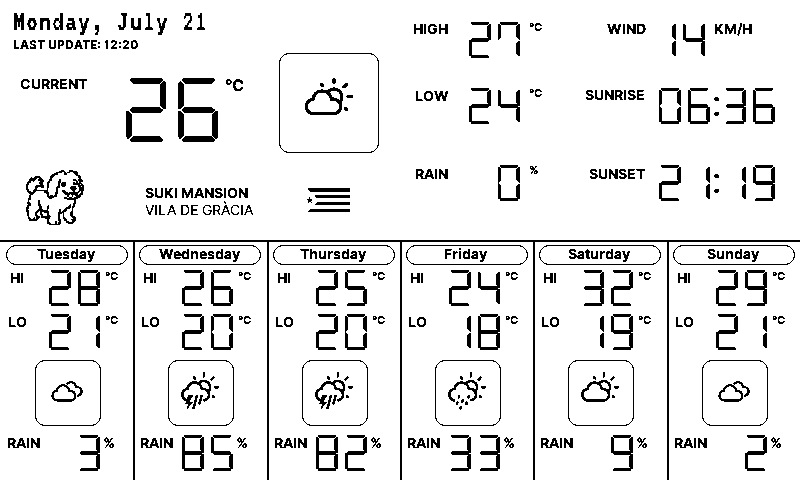 Monday, July 21
LAST UPDATE: 12:20
CURRENT 26 °C
HIGH 27 °C
WIND 14 KM/H
LOW 24 °C
SUNRISE 06:36
RAIN 0 %
SUNSET 21:19
SUKI MANSION
VILA DE GRÀCIA
Tuesday
HI 28 °C
LO 21 °C
RAIN 3 %
Wednesday
HI 26 °C
LO 20 °C
RAIN 85 %
Thursday
HI 25 °C
LO 20 °C
RAIN 82 %
Friday
HI 24 °C
LO 18 °C
RAIN 33 %
Saturday
HI 32 °C
LO 19 °C
RAIN 9 %
Sunday
HI 29 °C
LO 21 °C
RAIN 2 %